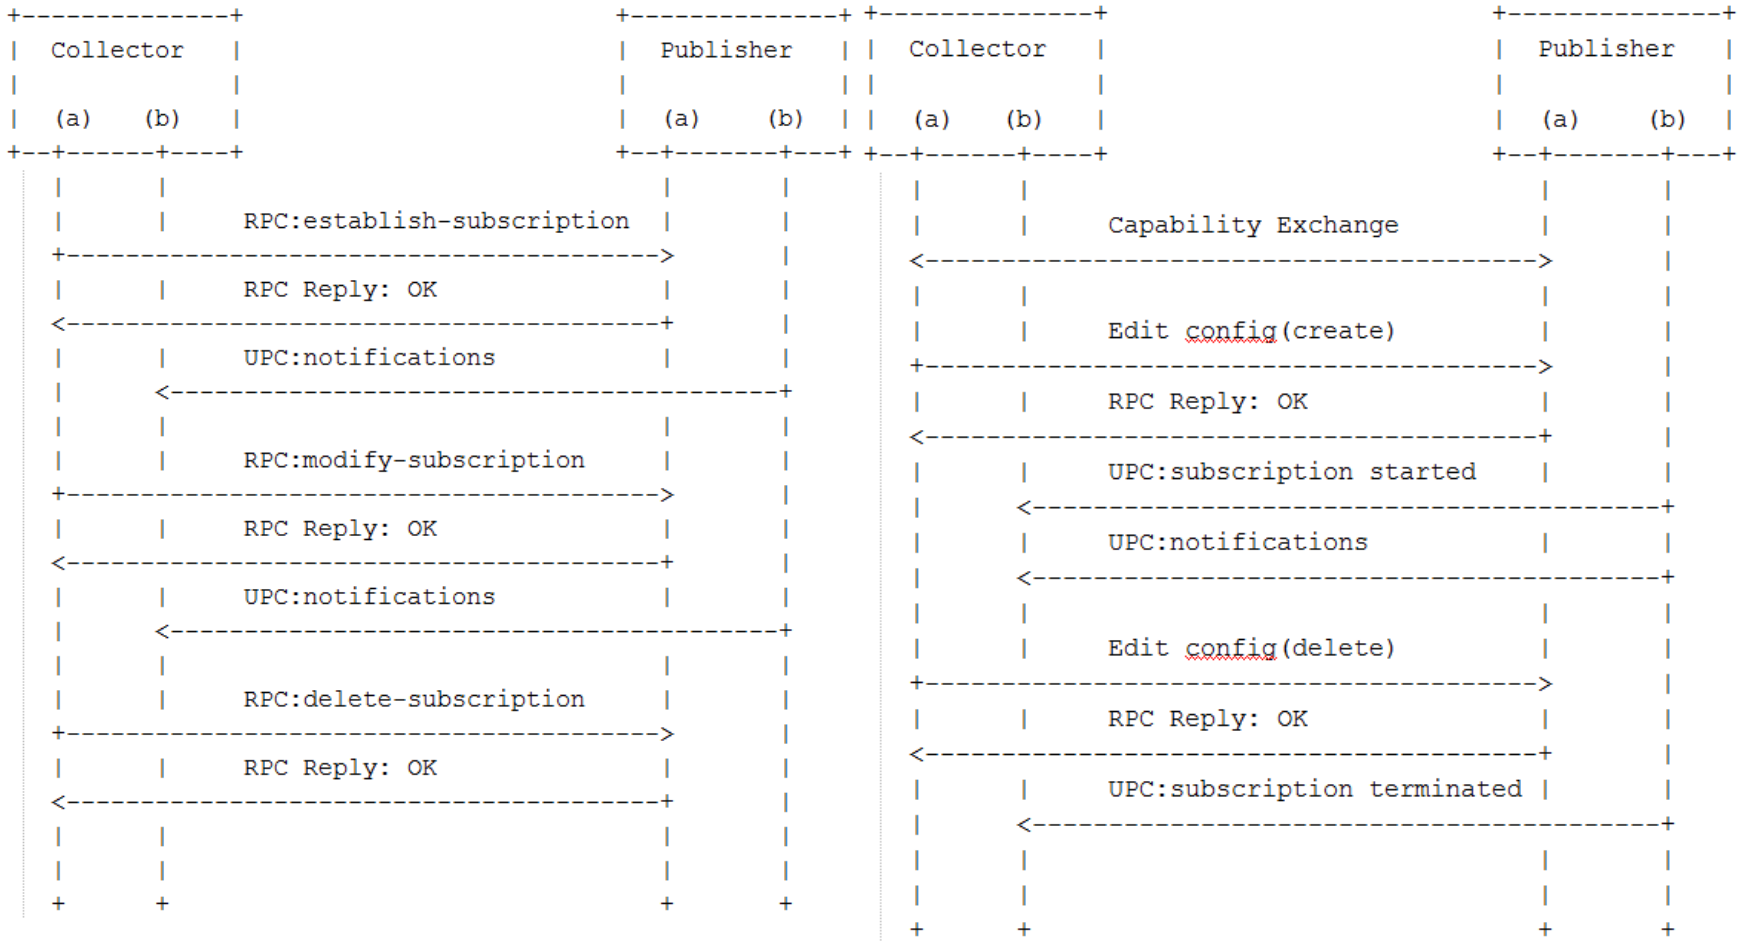 Collector Publisher
(a) (b) (a) (b)
RPC:establish-subscription
RPC Reply: OK
UPC:notifications
RPC:modify-subscription
RPC Reply: OK
UPC:notifications
RPC:delete-subscription
RPC Reply: OK
Collector Publisher
(a) (b) (a) (b)
Capability Exchange
Edit config(create)
RPC Reply: OK
UPC:subscription started
UPC:notifications
Edit config(delete)
RPC Reply: OK
UPC:subscription terminated